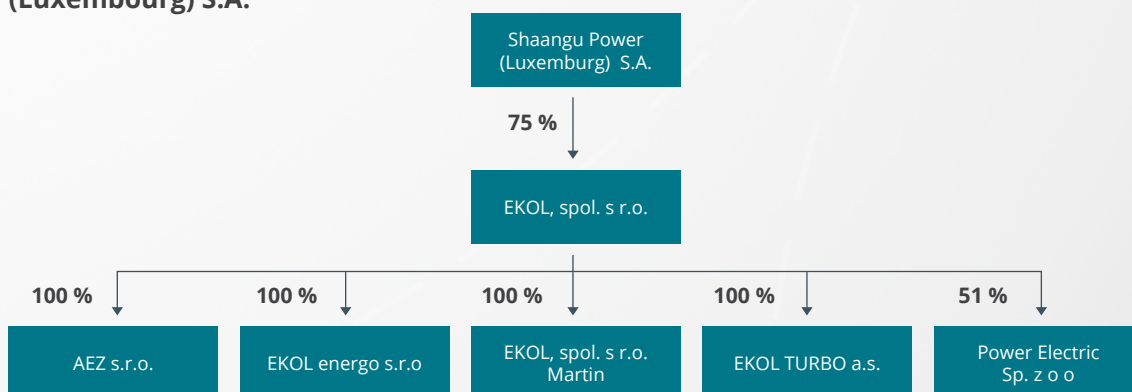 (Luxembourg) S.A.
Shaangu Power
(Luxemburg) S.A.
75 %
EKOL, spol. s r.o.
100 %
100 %
100 %
100 %
51 %
AEZ s.r.o.
EKOL energo s.r.o
EKOL, spol. s r.o.
Martin
EKOL TURBO a.s.
Power Electric
Sp. z o o